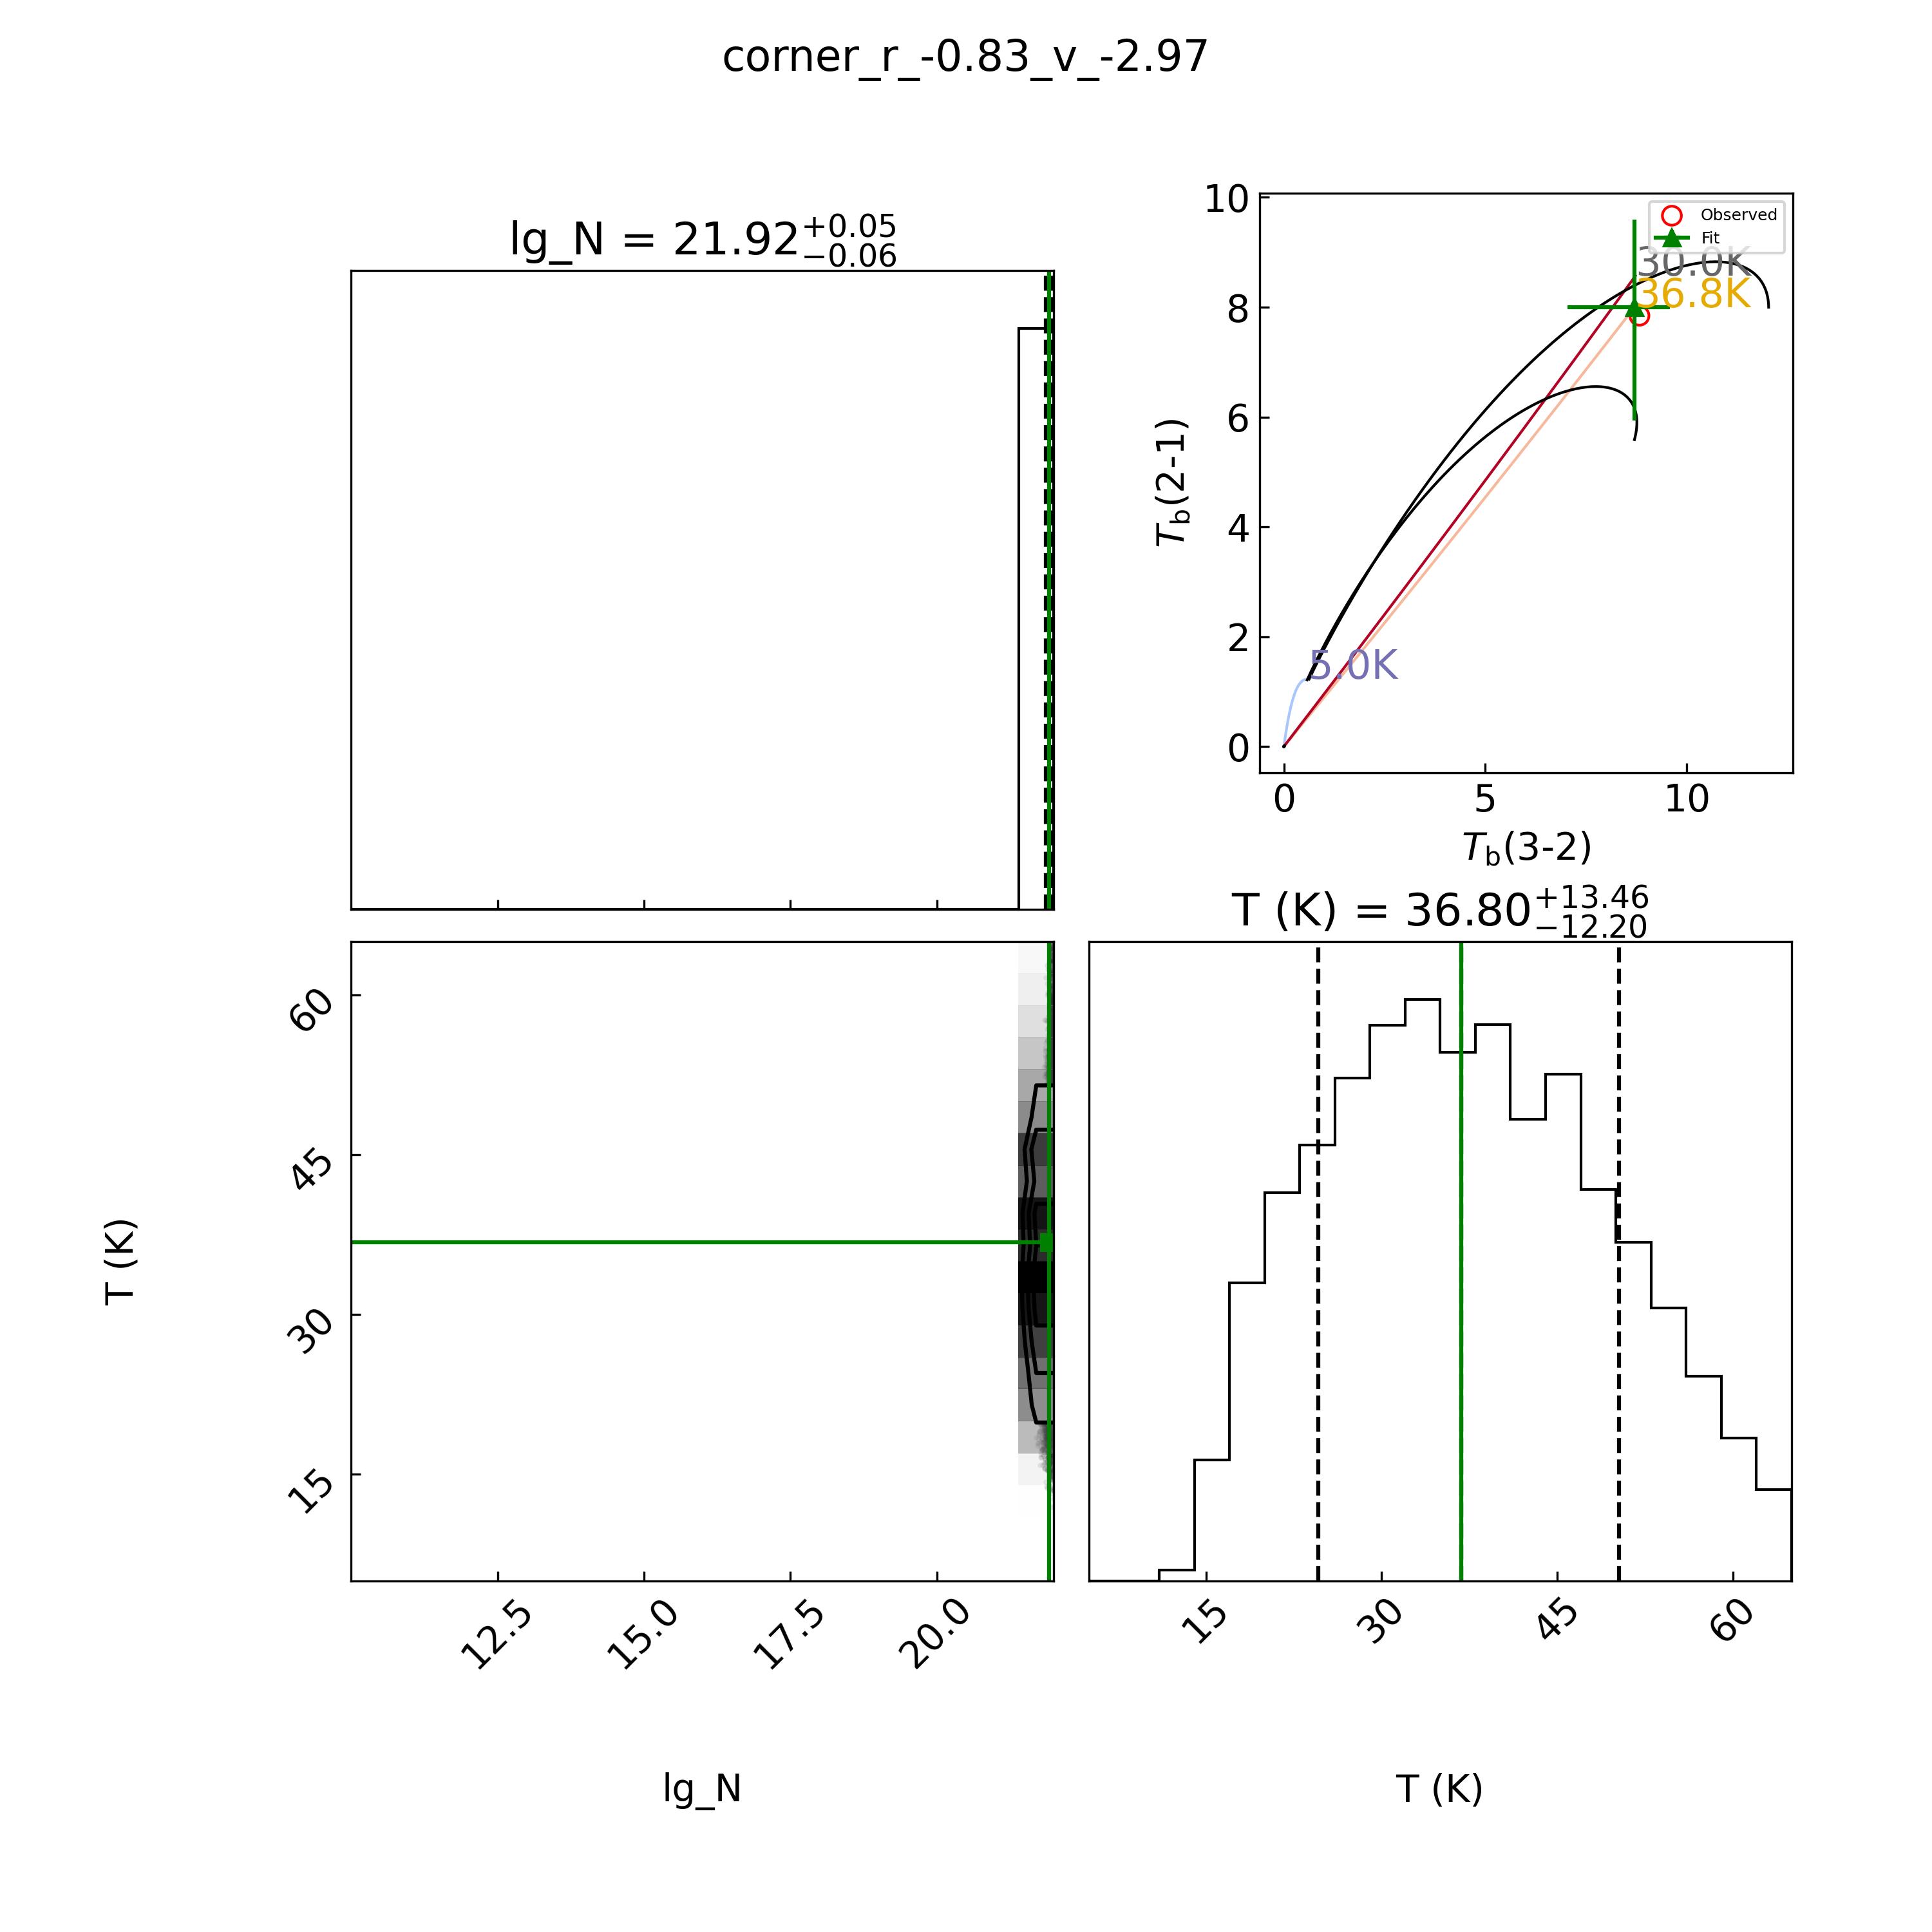 corner_r_-0.83_v_-2.97
lg_N = 21.92+0.05 −0.06
10
8
6
4
2
0
Tb(2-1)
Observed
Fit
30.0K
36.8K
5.0K
0 5 10
Tb(3-2)
T (K) = 36.80+13.46 −12.20
60
45
30
15
T (K)
12.5 15.0 17.5 20.0
lg_N
15 30 45 60
T (K)